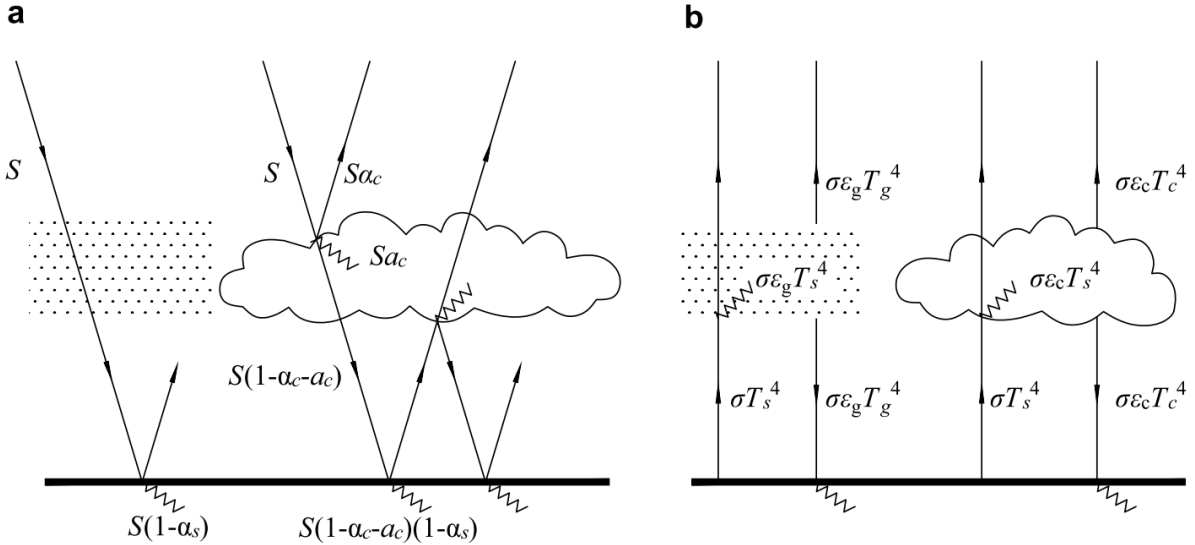 a
b
S
S
Sαc
σεgTg⁴
σεcTc⁴
Sac
σεgTs⁴
σεcTs⁴
S(1-αc-ac)
σTs⁴
σεgTg⁴
σTs⁴
σεcTc⁴
S(1-αs)
S(1-αc-ac)(1-αs)